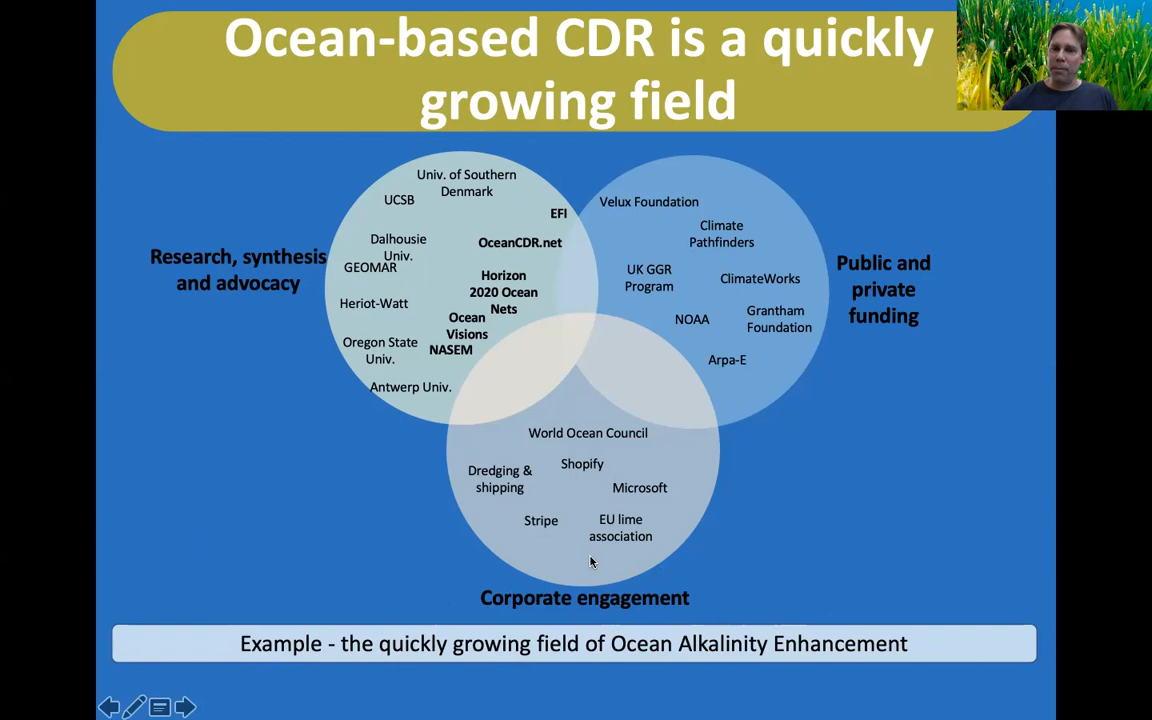 Ocean-based CDR is a quickly
growing field
Research, synthesis
and advocacy
Univ. of Southern
Denmark
UCSB
EFI
Dalhousie
Univ.
OceanCDR.net
GEOMAR
Horizon
2020 Ocean
Nets
Heriot-Watt
Ocean
Visions
Oregon State
Univ.
NASEM
Antwerp Univ.
Velux Foundation
Climate
Pathfinders
UK GGR
Program
ClimateWorks
NOAA
Grantham
Foundation
Arpa-E
Public and
private
funding
World Ocean Council
Shopify
Dredging &
shipping
Microsoft
Stripe
EU lime
association
Corporate engagement
Example - the quickly growing field of Ocean Alkalinity Enhancement